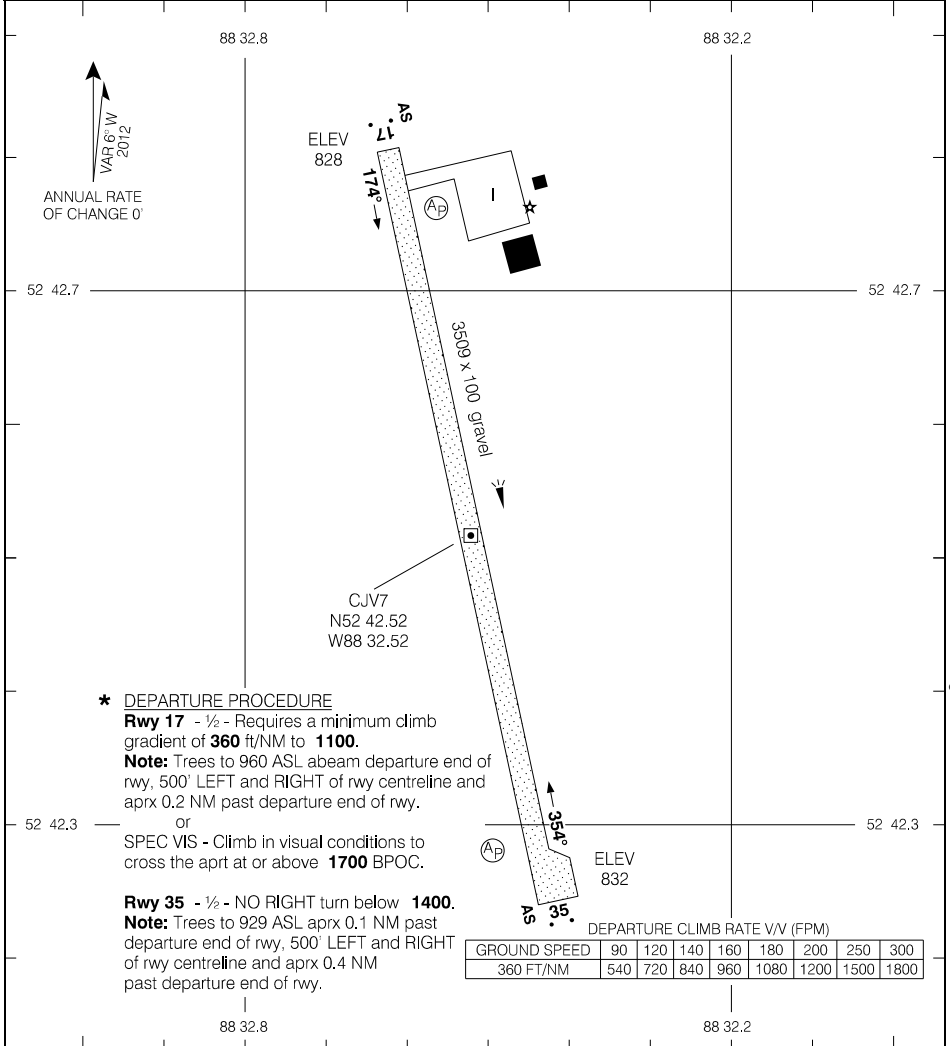 88 32.8
88 32.2
VAR 6° W
2012
ANNUAL RATE
OF CHANGE 0'
AS
17
ELEV
828
174°
AP
I
52 42.7
52 42.7
3509 x 100 gravel
CJV7
N52 42.52
W88 32.52
* DEPARTURE PROCEDURE
Rwy 17 - ½ - Requires a minimum climb
gradient of 360 ft/NM to 1100.
Note: Trees to 960 ASL abeam departure end of
rwy, 500' LEFT and RIGHT of rwy centreline and
aprx 0.2 NM past departure end of rwy.
or
SPEC VIS - Climb in visual conditions to
cross the aprt at or above 1700 BPOC.
Rwy 35 - ½ - NO RIGHT turn below 1400.
Note: Trees to 929 ASL aprx 0.1 NM past
departure end of rwy, 500' LEFT and RIGHT
of rwy centreline and aprx 0.4 NM
past departure end of rwy.
52 42.3
52 42.3
354°
AP
ELEV
832
AS
35
DEPARTURE CLIMB RATE V/V (FPM)
GROUND SPEED 90 120 140 160 180 200 250 300
360 FT/NM 540 720 840 960 1080 1200 1500 1800
88 32.8
88 32.2